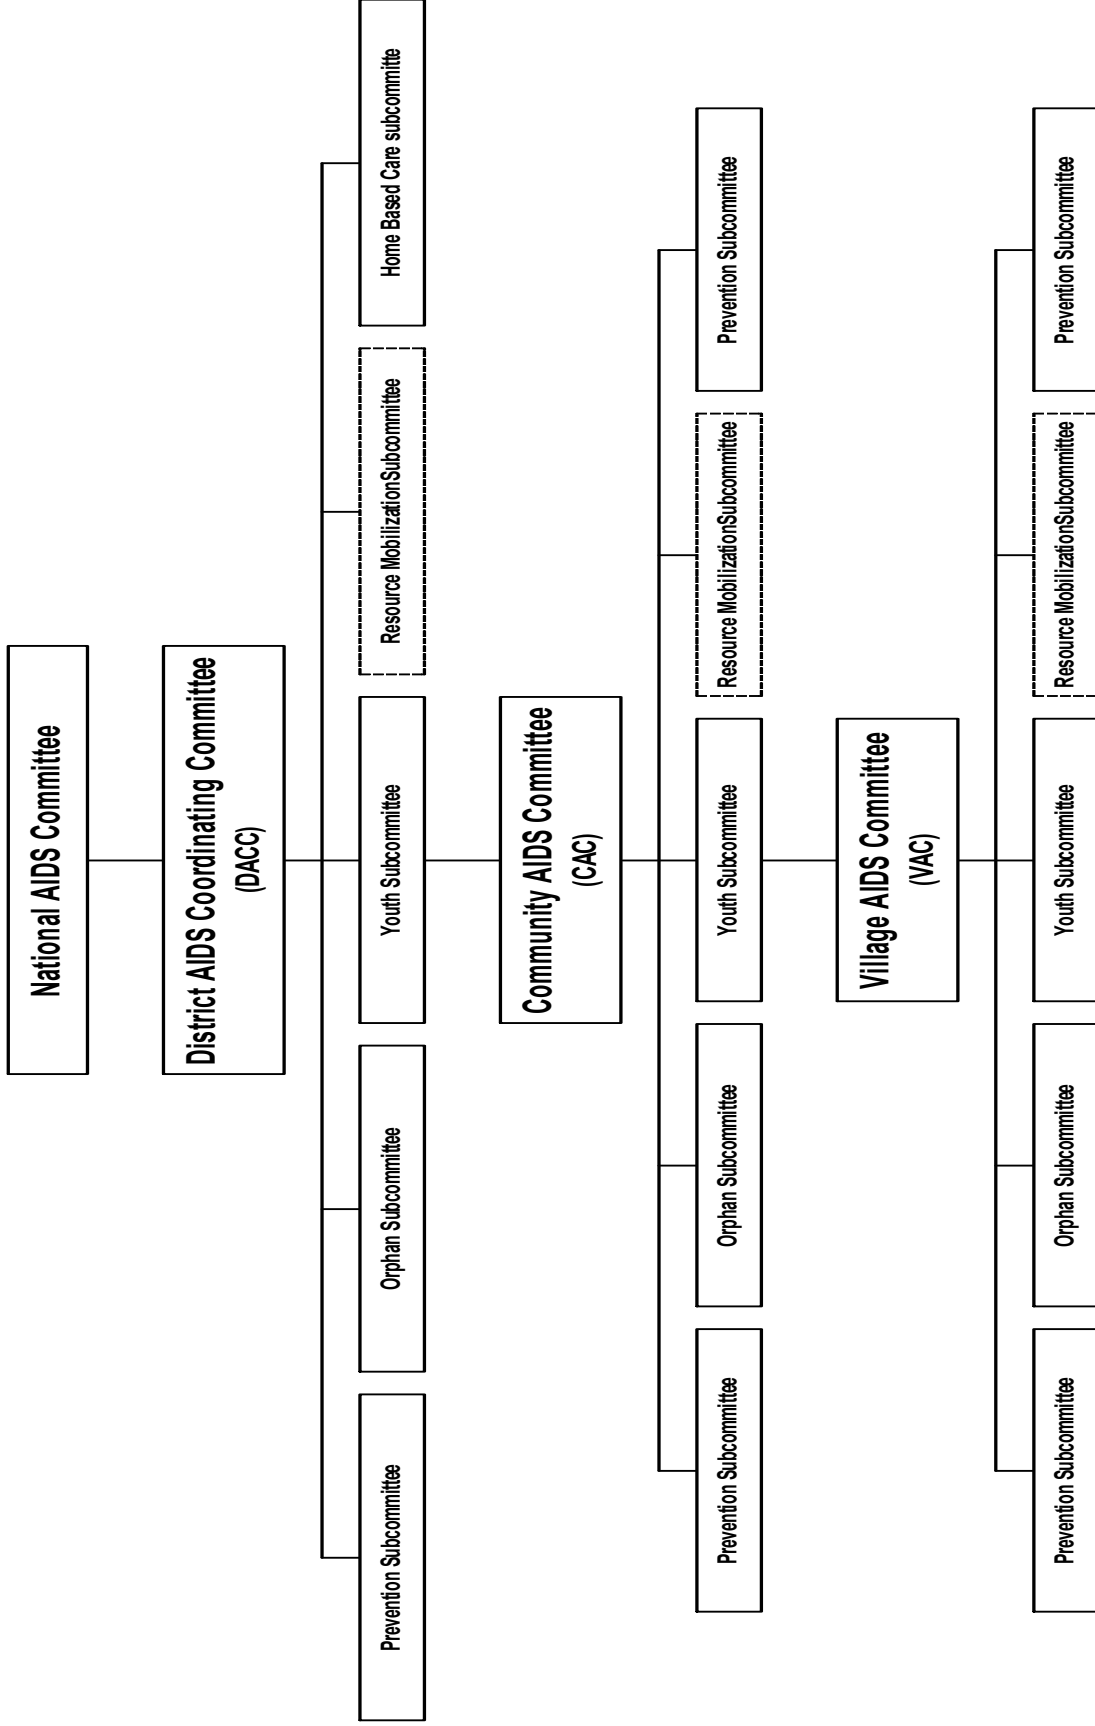 National AIDS Committee
District AIDS Coordinating Committee
(DACC)
Prevention Subcommittee
Orphan Subcommittee
Youth Subcommittee
Resource MobilizationSubcommittee
Home Based Care subcommitte
Community AIDS Committee
(CAC)
Prevention Subcommittee
Orphan Subcommittee
Youth Subcommittee
Resource MobilizationSubcommittee
Prevention Subcommittee
Village AIDS Committee
(VAC)
Prevention Subcommittee
Orphan Subcommittee
Youth Subcommittee
Resource MobilizationSubcommittee
Prevention Subcommittee